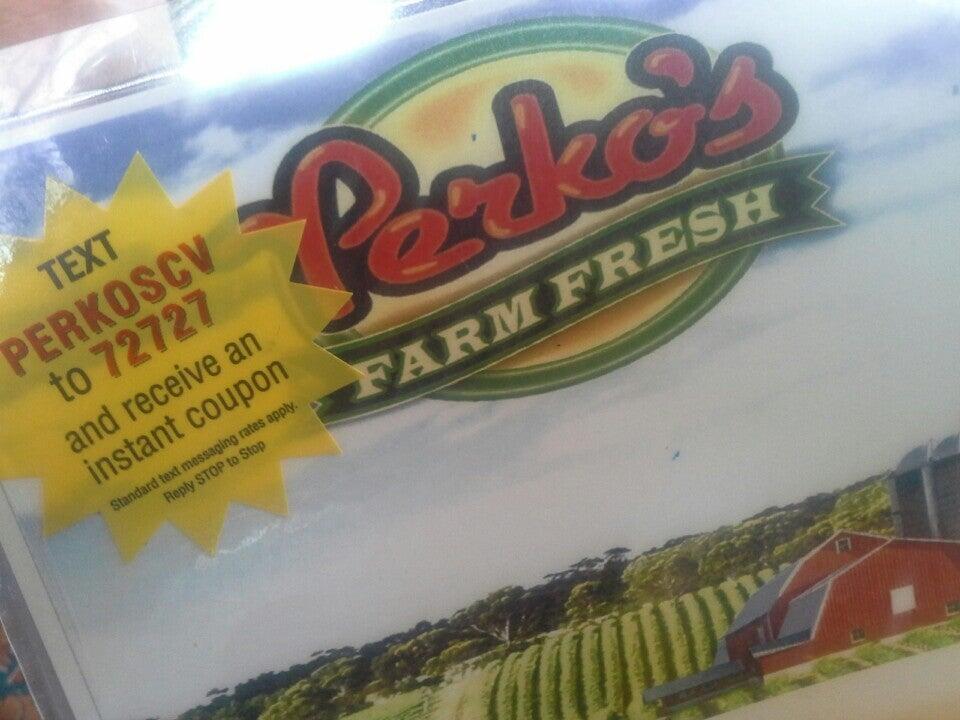 Perko's
FARM FRESH
TEXT
PERKOSCV
to 72727
and receive an
instant coupon
Standard text messaging rates apply.
Reply STOP to Stop